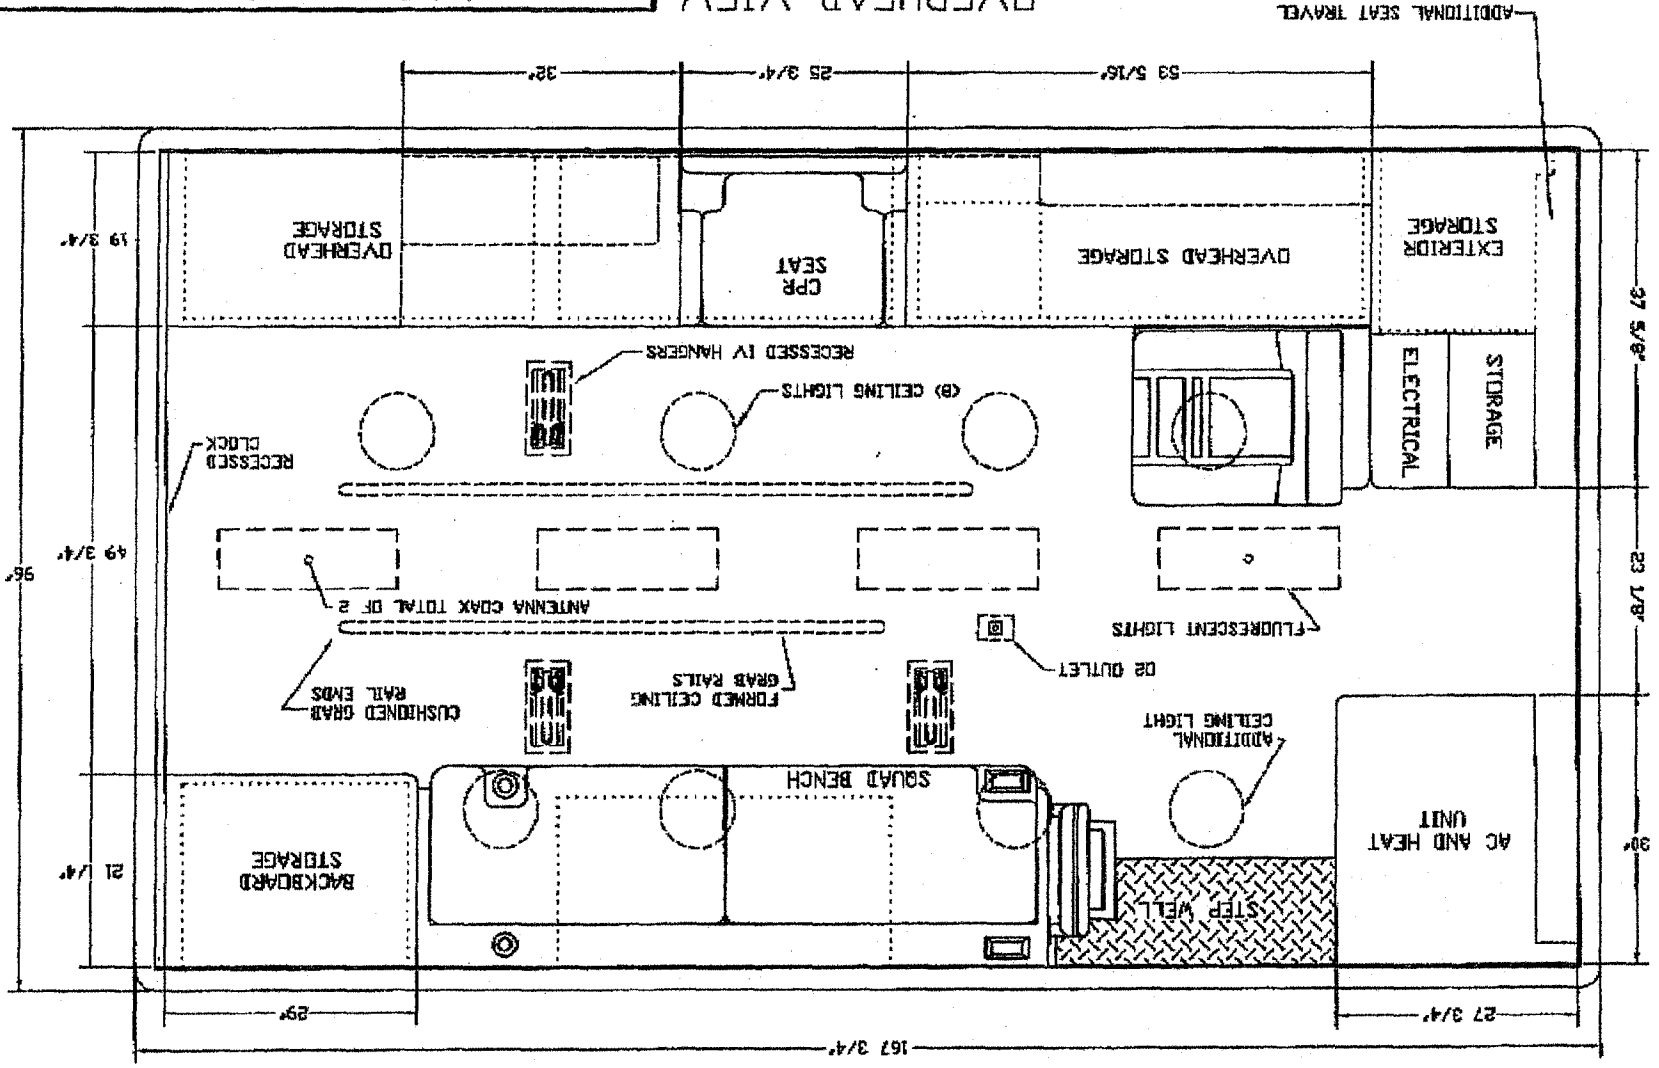 167 3/4"
27 3/4"
29"
STEP WELL
AC AND HEAT
UNIT
30"
BACKBOARD
STORAGE
21 1/4"
SQUAD BENCH
ADDITIONAL
CEILING LIGHT
FORMED CEILING
GRAB RAILS
CUSHIONED GRAB
RAIL ENDS
O2 OUTLET
FLUORESCENT LIGHTS
ANTENNA COAX TOTAL OF 2
23 1/8"
96"
49 3/4"
RECESSED
CLOCK
STORAGE
ELECTRICAL
(8) CEILING LIGHTS
RECESSED IV HANGERS
37 5/8"
EXTERIOR
STORAGE
OVERHEAD STORAGE
CPR
SEAT
OVERHEAD
STORAGE
19 3/4"
53 5/16"
25 3/4"
32"
ADDITIONAL SEAT TRAVEL
OVERHEAD VIEW